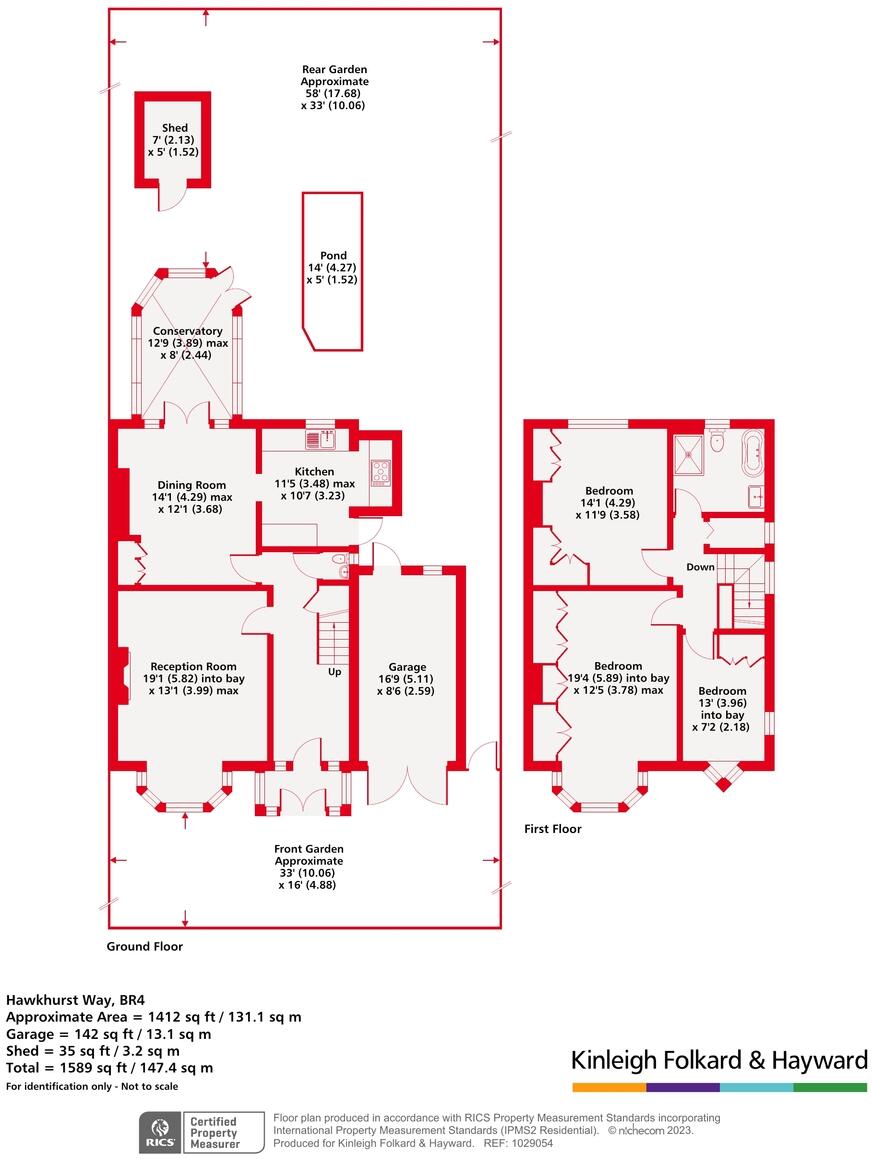 Rear Garden
Approximate
58' (17.68)
x 33' (10.06)
Shed
7' (2.13)
x 5' (1.52)
Pond
14' (4.27)
x 5' (1.52)
Conservatory
12'9 (3.89) max
x 8' (2.44)
Dining Room
14'1 (4.29) max
x 12'1 (3.68)
Kitchen
11'5 (3.48) max
x 10'7 (3.23)
Reception Room
19'1 (5.82) into bay
x 13'1 (3.99) max
Up
Garage
16'9 (5.11)
x 8'6 (2.59)
Front Garden
Approximate
33' (10.06)
x 16' (4.88)
Ground Floor
Bedroom
14'1 (4.29)
x 11'9 (3.58)
Down
Bedroom
19'4 (5.89) into bay
x 12'5 (3.78) max
Bedroom
13' (3.96)
into bay
x 7'2 (2.18)
First Floor
Hawkhurst Way, BR4
Approximate Area = 1412 sq ft / 131.1 sq m
Garage = 142 sq ft / 13.1 sq m
Shed = 35 sq ft / 3.2 sq m
Total = 1589 sq ft / 147.4 sq m
For identification only - Not to scale
Kinleigh Folkard & Hayward
RICS
Certified
Property
Measurer
Floor plan produced in accordance with RICS Property Measurement Standards incorporating
International Property Measurement Standards (IPMS2 Residential). © n!checom 2023.
Produced for Kinleigh Folkard & Hayward. REF: 1029054